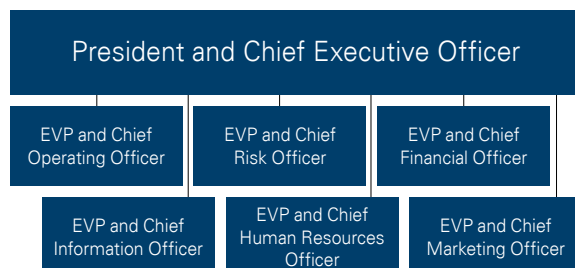 President and Chief Executive Officer
EVP and Chief
Operating Officer
EVP and Chief
Risk Officer
EVP and Chief
Financial Officer
EVP and Chief
Information Officer
EVP and Chief
Human Resources
Officer
EVP and Chief
Marketing Officer